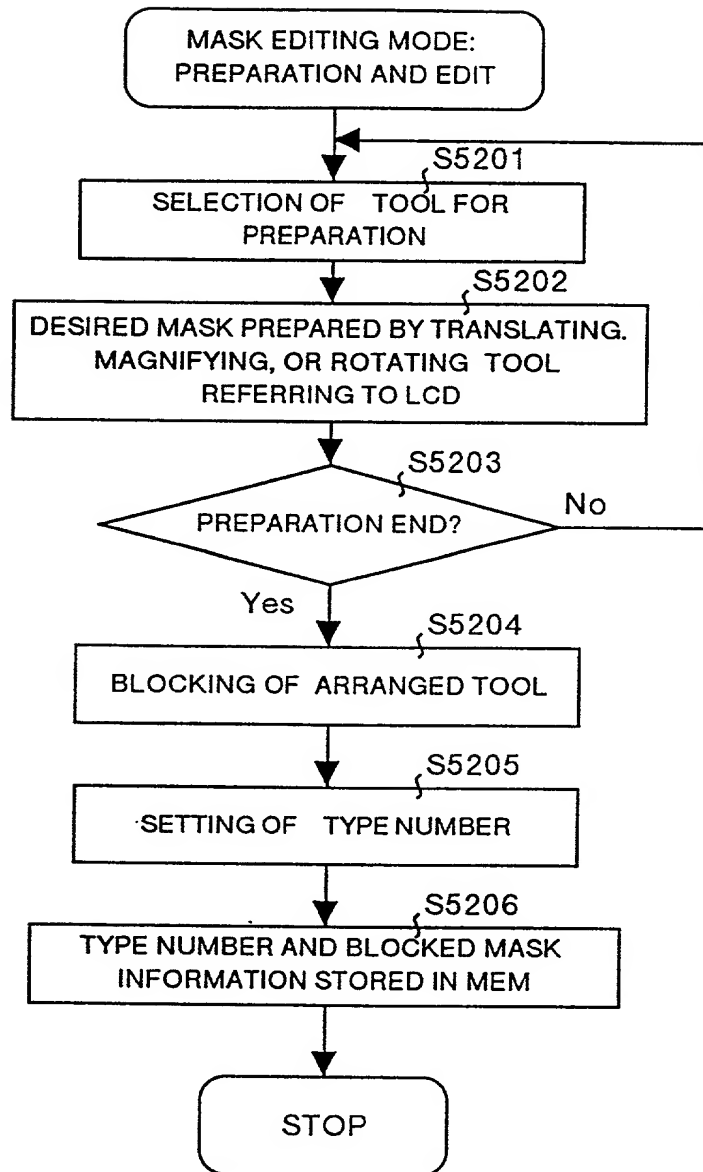 MASK EDITING MODE:
PREPARATION AND EDIT
S5201
SELECTION OF TOOL FOR
PREPARATION
S5202
DESIRED MASK PREPARED BY TRANSLATING.
MAGNIFYING, OR ROTATING TOOL
REFERRING TO LCD
S5203
PREPARATION END?
No
Yes
S5204
BLOCKING OF ARRANGED TOOL
S5205
SETTING OF TYPE NUMBER
S5206
TYPE NUMBER AND BLOCKED MASK
INFORMATION STORED IN MEM
STOP